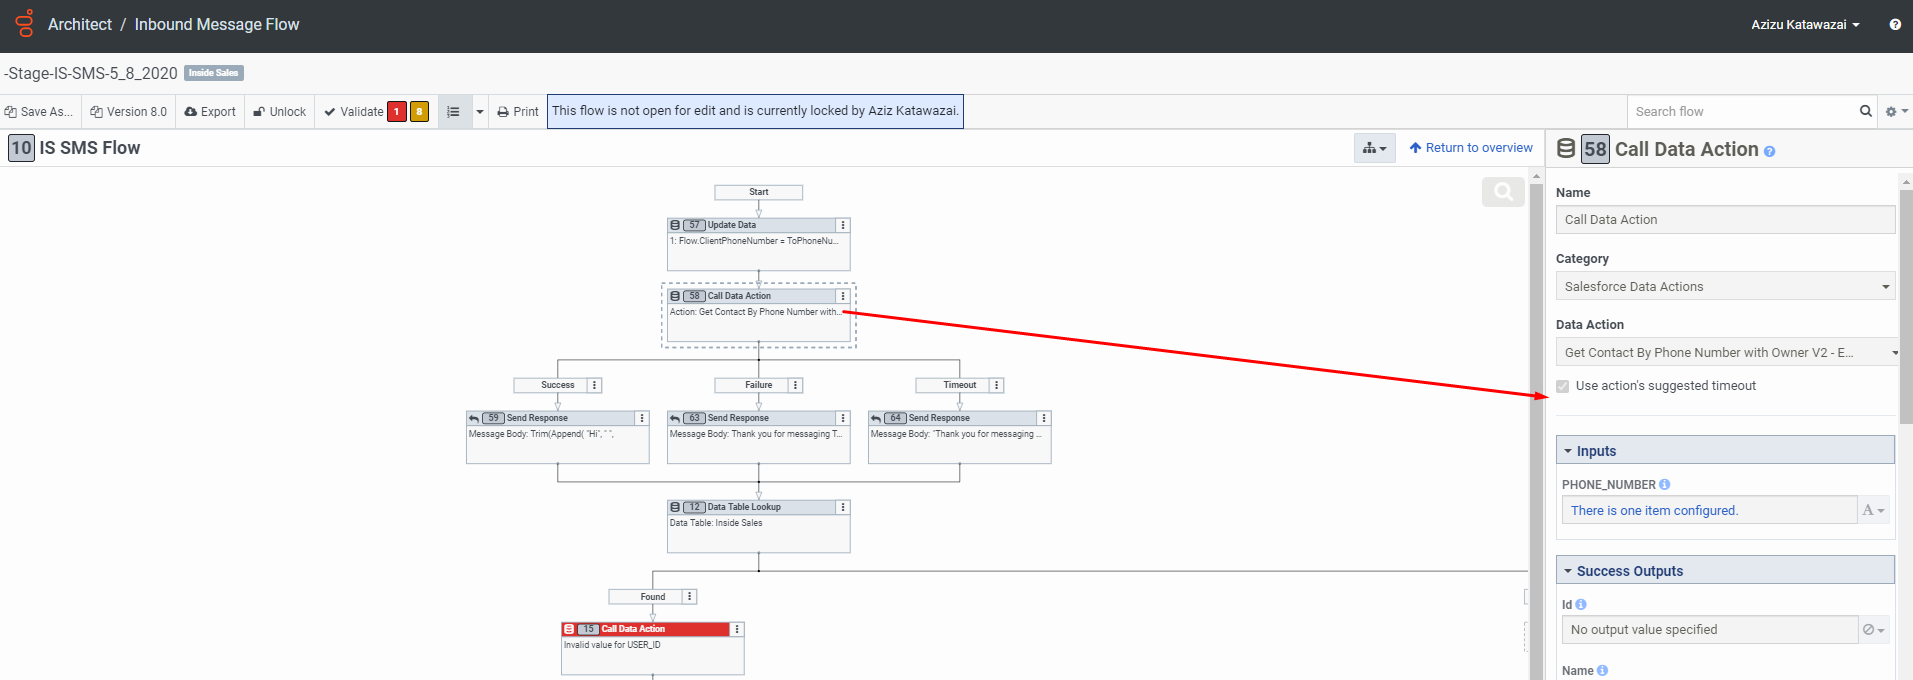 Architect / Inbound Message Flow
Azizu Katawazai
-Stage-IS-SMS-5_8_2020 Inside Sales
Save As... Version 8.0 Export Unlock Validate 1 8 Print This flow is not open for edit and is currently locked by Aziz Katawazai. Search flow
10 IS SMS Flow
Return to overview
Start
57 Update Data
1: Flow.ClientPhoneNumber = ToPhoneNu...
58 Call Data Action
Action: Get Contact By Phone Number with...
Success Failure Timeout
59 Send Response
Message Body: Trim(Append( "Hi", " ",
63 Send Response
Message Body: Thank you for messaging T...
64 Send Response
Message Body: "Thank you for messaging ...
12 Data Table Lookup
Data Table: Inside Sales
Found
15 Call Data Action
Invalid value for USER_ID
58 Call Data Action
Name
Call Data Action
Category
Salesforce Data Actions
Data Action
Get Contact By Phone Number with Owner V2 - E...
Use action's suggested timeout
Inputs
PHONE_NUMBER
There is one item configured.
A
Success Outputs
Id
No output value specified
Name